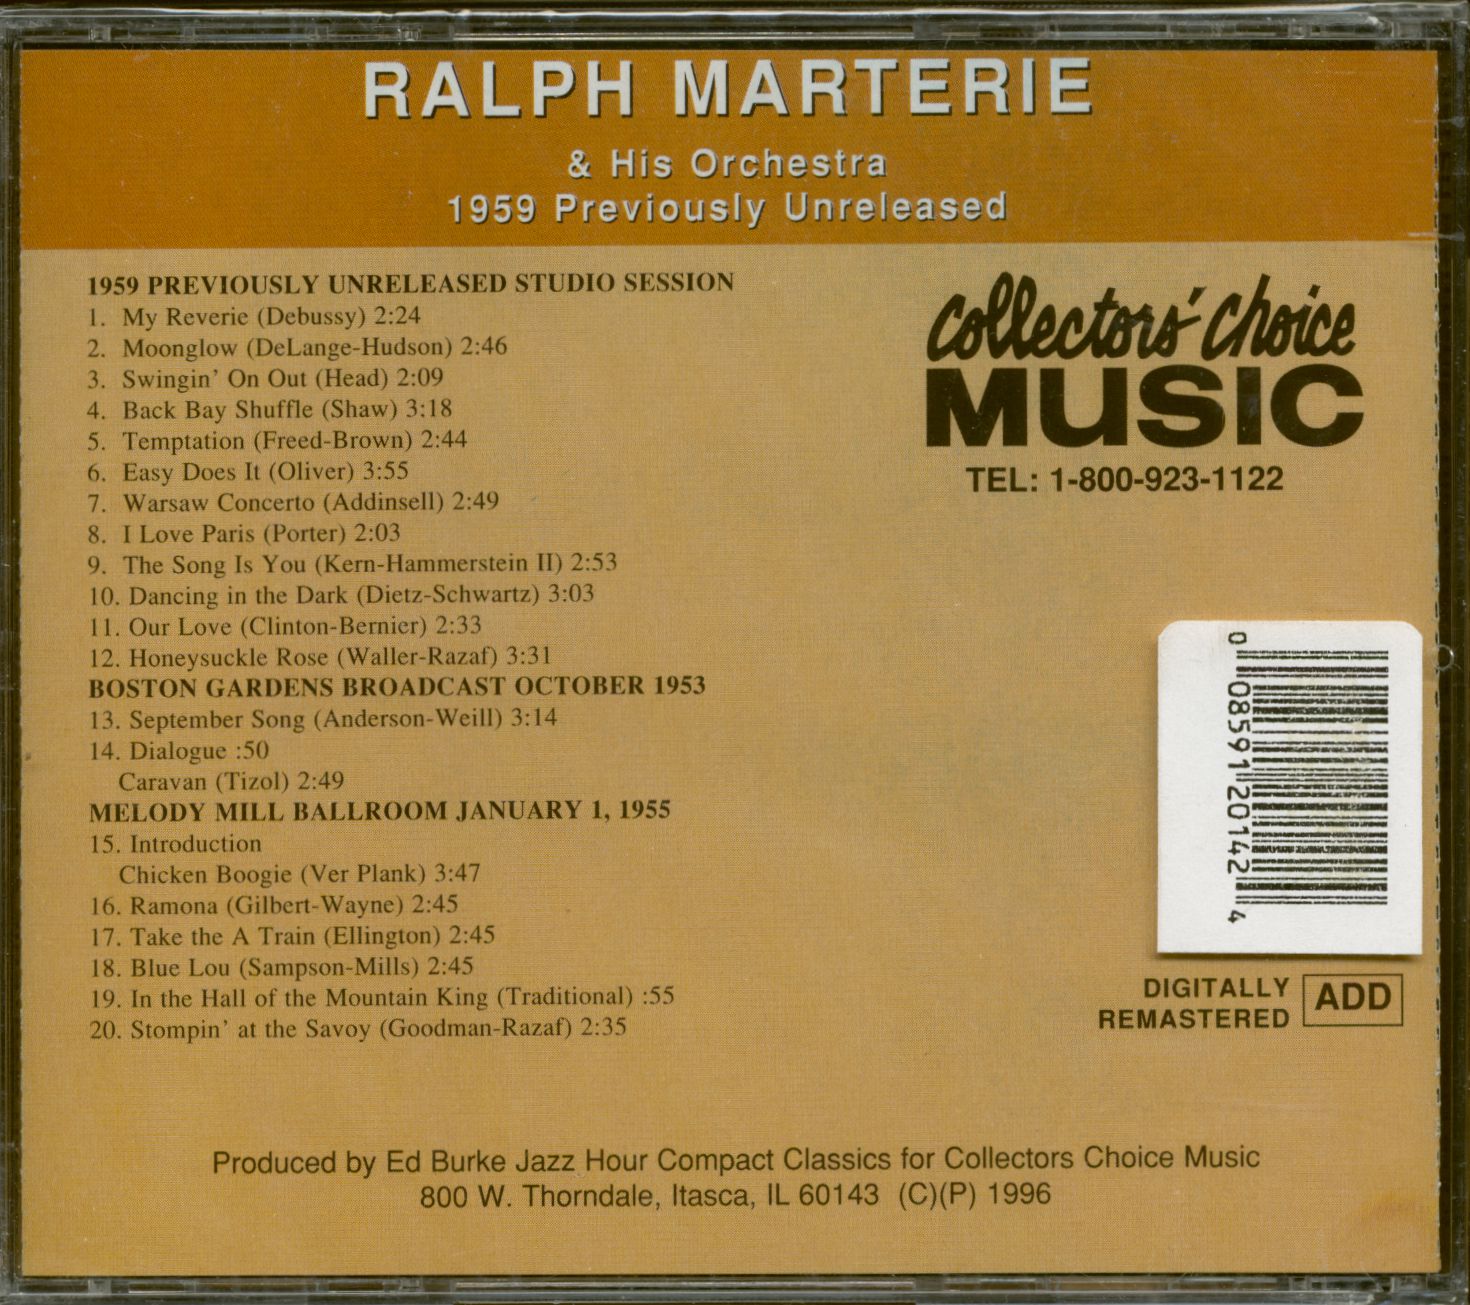 RALPH MARTERIE
& His Orchestra
1959 Previously Unreleased
1959 PREVIOUSLY UNRELEASED STUDIO SESSION
1. My Reverie (Debussy) 2:24
2. Moonglow (DeLange-Hudson) 2:46
3. Swingin' On Out (Head) 2:09
4. Back Bay Shuffle (Shaw) 3:18
5. Temptation (Freed-Brown) 2:44
6. Easy Does It (Oliver) 3:55
7. Warsaw Concerto (Addinsell) 2:49
8. I Love Paris (Porter) 2:03
9. The Song Is You (Kern-Hammerstein II) 2:53
10. Dancing in the Dark (Dietz-Schwartz) 3:03
11. Our Love (Clinton-Bernier) 2:33
12. Honeysuckle Rose (Waller-Razaf) 3:31
BOSTON GARDENS BROADCAST OCTOBER 1953
13. September Song (Anderson-Weill) 3:14
14. Dialogue :50
Caravan (Tizol) 2:49
MELODY MILL BALLROOM JANUARY 1, 1955
15. Introduction
Chicken Boogie (Ver Plank) 3:47
16. Ramona (Gilbert-Wayne) 2:45
17. Take the A Train (Ellington) 2:45
18. Blue Lou (Sampson-Mills) 2:45
19. In the Hall of the Mountain King (Traditional) :55
20. Stompin' at the Savoy (Goodman-Razaf) 2:35
collectors' choice
MUSIC
TEL: 1-800-923-1122
0 08591 20142 4
DIGITALLY
REMASTERED
ADD
Produced by Ed Burke Jazz Hour Compact Classics for Collectors Choice Music
800 W. Thorndale, Itasca, IL 60143 (C)(P) 1996